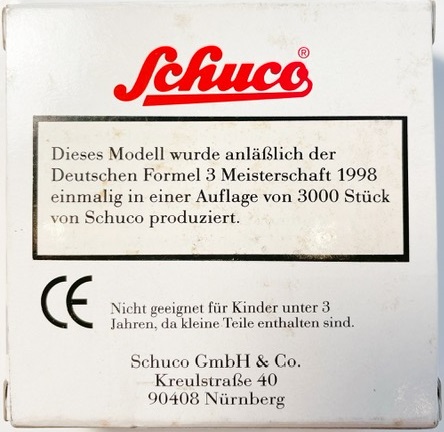 Schuco®
Dieses Modell wurde anläßlich der
Deutschen Formel 3 Meisterschaft 1998
einmalig in einer Auflage von 3000 Stück
von Schuco produziert.
CE
Nicht geeignet für Kinder unter 3
Jahren, da kleine Teile enthalten sind.
Schuco GmbH & Co.
Kreulstraße 40
90408 Nürnberg